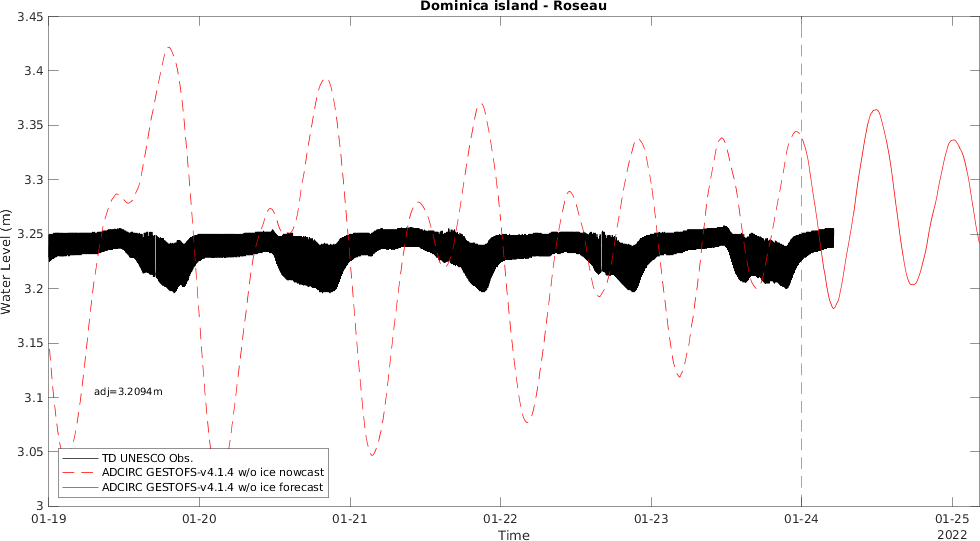 Dominica island - Roseau
3.45
3.4
3.35
3.3
3.25
3.2
3.15
3.1
3.05
3
Water Level (m)
adj=3.2094m
TD UNESCO Obs.
ADCIRC GESTOFS-v4.1.4 w/o ice nowcast
ADCIRC GESTOFS-v4.1.4 w/o ice forecast
01-19 01-20 01-21 01-22 01-23 01-24 01-25
Time
2022